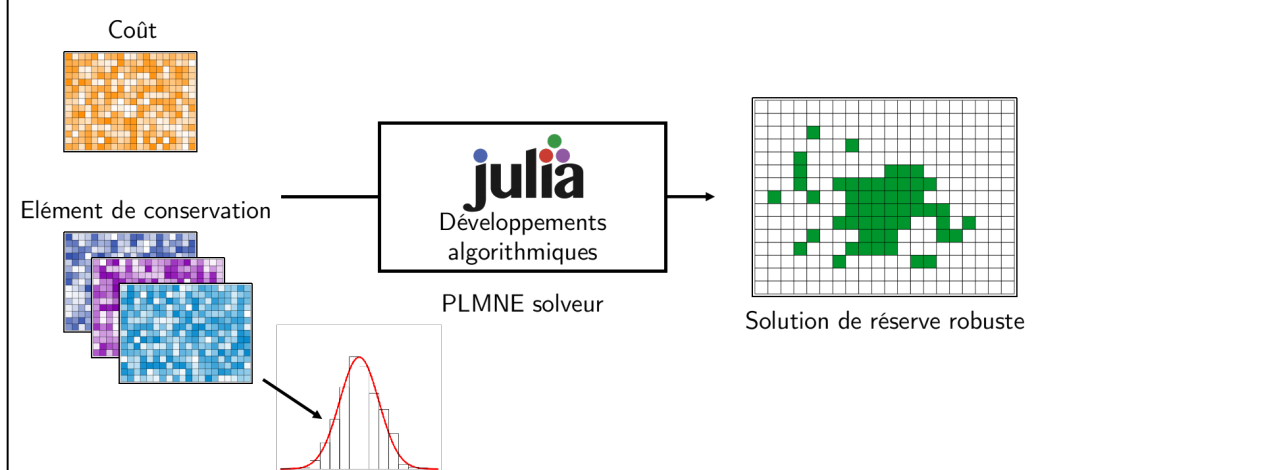 Coût
Elément de conservation
julia
Développements
algorithmiques
PLMNE solveur
Solution de réserve robuste